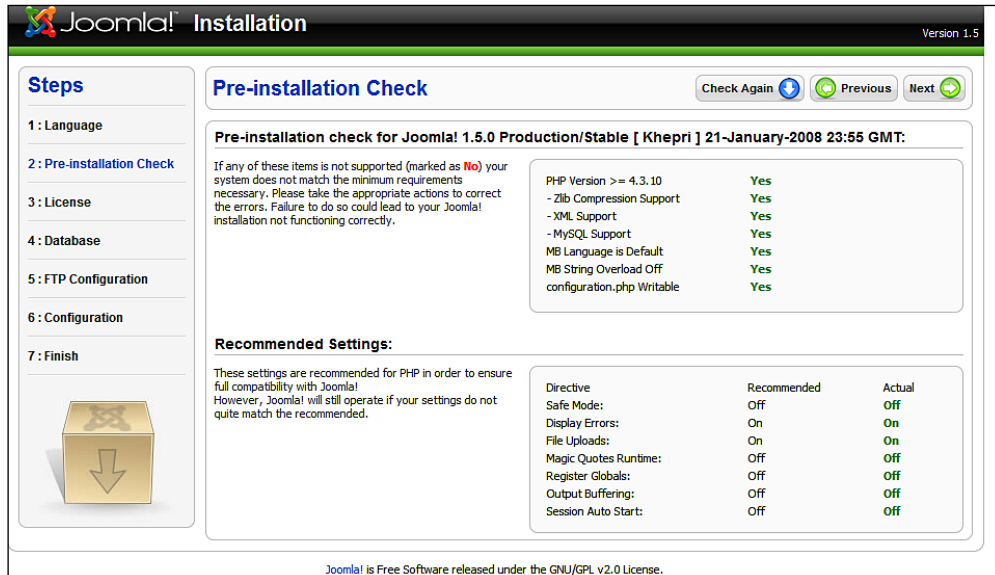 Joomla!™ Installation
Version 1.5
Steps
1 : Language
2 : Pre-installation Check
3 : License
4 : Database
5 : FTP Configuration
6 : Configuration
7 : Finish
Pre-installation Check
Check Again Previous Next
Pre-installation check for Joomla! 1.5.0 Production/Stable [ Khepri ] 21-January-2008 23:55 GMT:
If any of these items is not supported (marked as No) your
system does not match the minimum requirements
necessary. Please take the appropriate actions to correct
the errors. Failure to do so could lead to your Joomla!
installation not functioning correctly.
PHP Version >= 4.3.10 Yes
- Zlib Compression Support Yes
- XML Support Yes
- MySQL Support Yes
MB Language is Default Yes
MB String Overload Off Yes
configuration.php Writable Yes
Recommended Settings:
These settings are recommended for PHP in order to ensure
full compatibility with Joomla!
However, Joomla! will still operate if your settings do not
quite match the recommended.
Directive Recommended Actual
Safe Mode: Off Off
Display Errors: On On
File Uploads: On On
Magic Quotes Runtime: Off Off
Register Globals: Off Off
Output Buffering: Off Off
Session Auto Start: Off Off
Joomla! is Free Software released under the GNU/GPL v2.0 License.